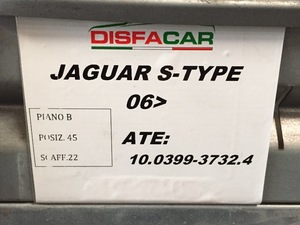 DISFACAR
JAGUAR S-TYPE
06>
PIANO B
POSIZ. 45
SCAFF.22
ATE:
10.0399-3732.4